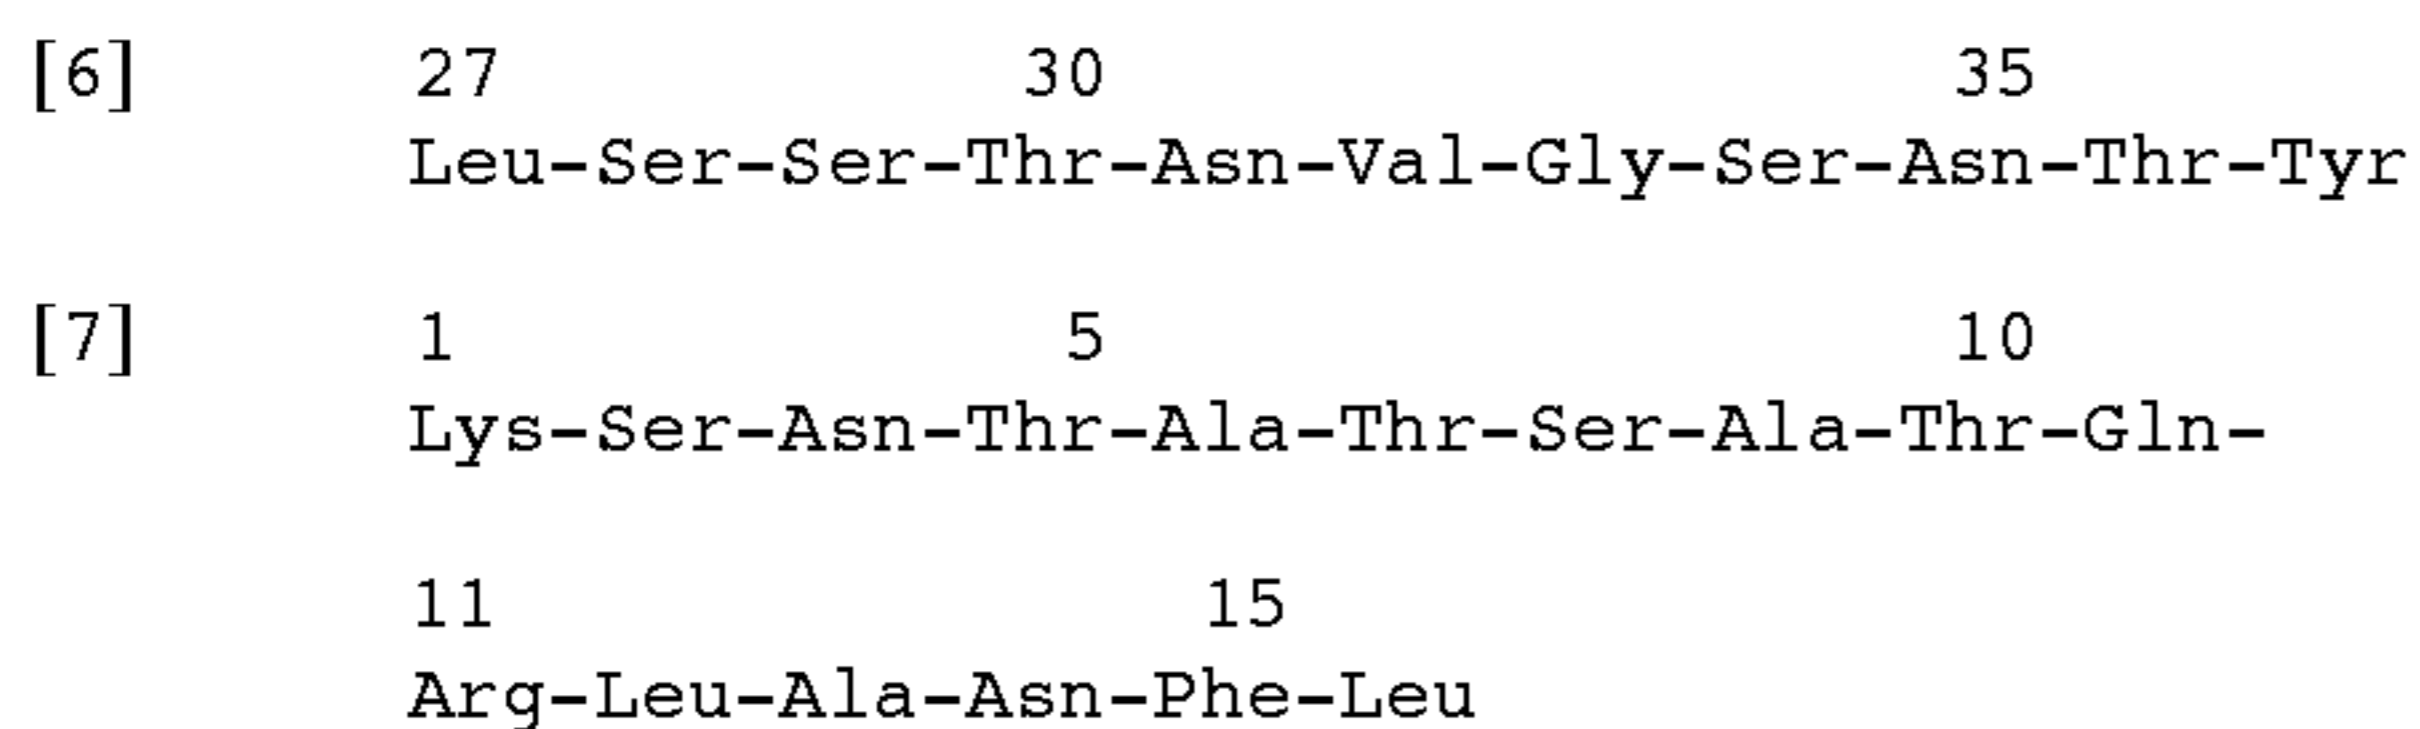 [6] 27 30 35
Leu-Ser-Ser-Thr-Asn-Val-Gly-Ser-Asn-Thr-Tyr
[7] 1 5 10
Lys-Ser-Asn-Thr-Ala-Thr-Ser-Ala-Thr-Gln-
11 15
Arg-Leu-Ala-Asn-Phe-Leu